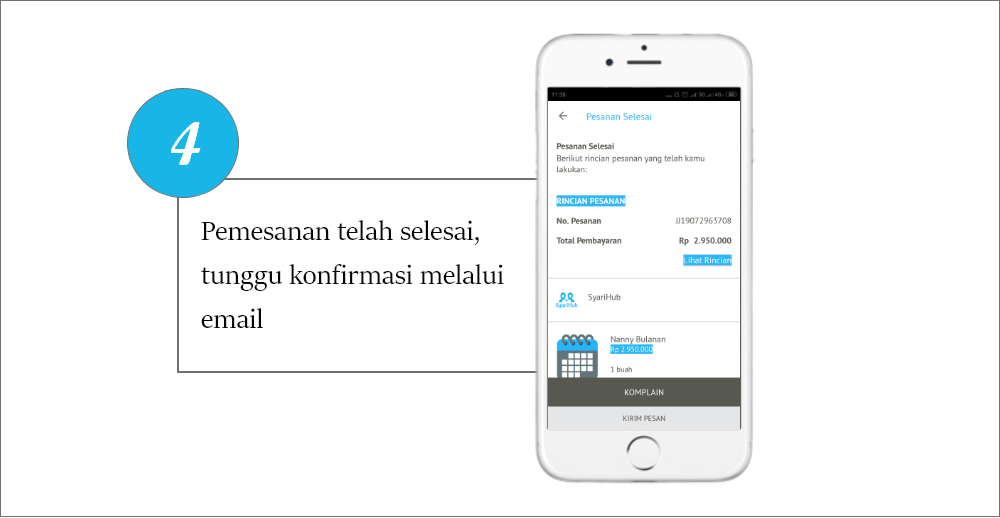 4
Pemesanan telah selesai,
tunggu konfirmasi melalui
email
11:38
Pesanan Selesai
Pesanan Selesai
Berikut rincian pesanan yang telah kamu
lakukan:
RINCIAN PESANAN
No. Pesanan JJ19072963708
Total Pembayaran Rp 2.950.000
Lihat Rincian
SyariHub SyariHub
Nanny Bulanan
Rp 2.950.000
1 buah
KOMPLAIN
KIRIM PESAN